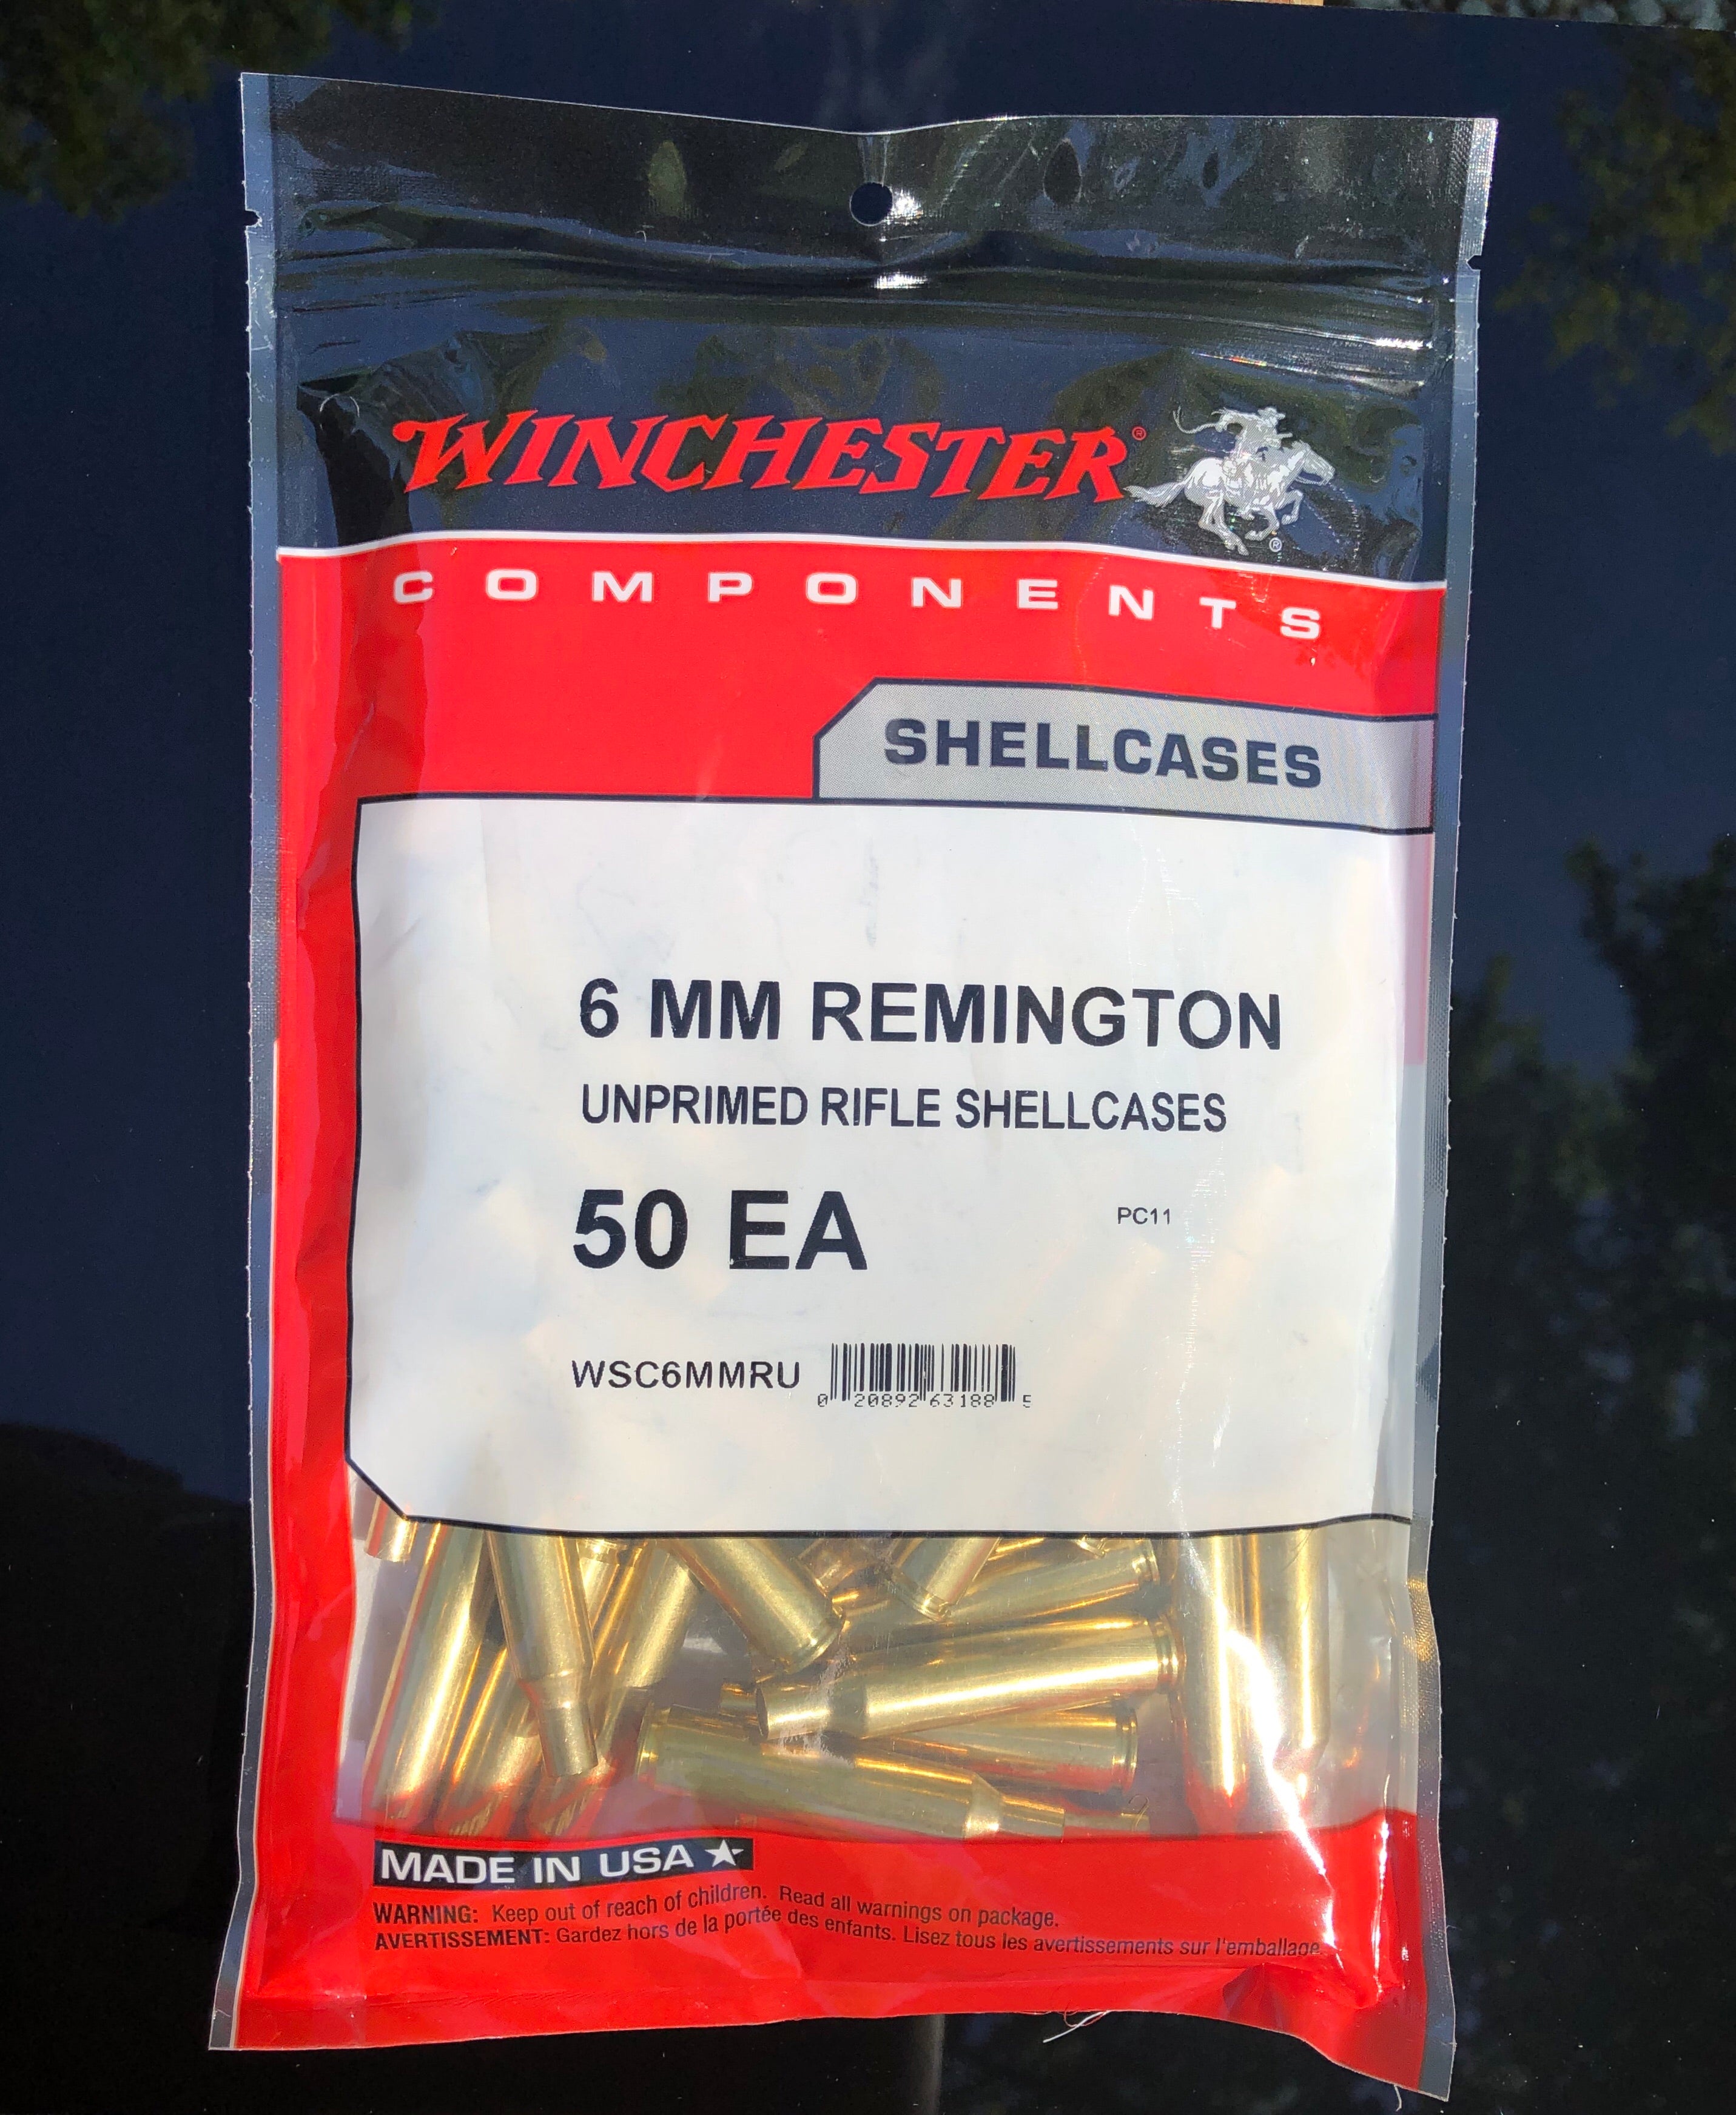 WINCHESTER®
®
COMPONENTS
SHELLCASES
6 MM REMINGTON
UNPRIMED RIFLE SHELLCASES
50 EA
PC11
WSC6MMRU
0 20892 63188 5
MADE IN USA ★
WARNING: Keep out of reach of children. Read all warnings on package.
AVERTISSEMENT: Gardez hors de la portée des enfants. Lisez tous les avertissements sur l'emballage.